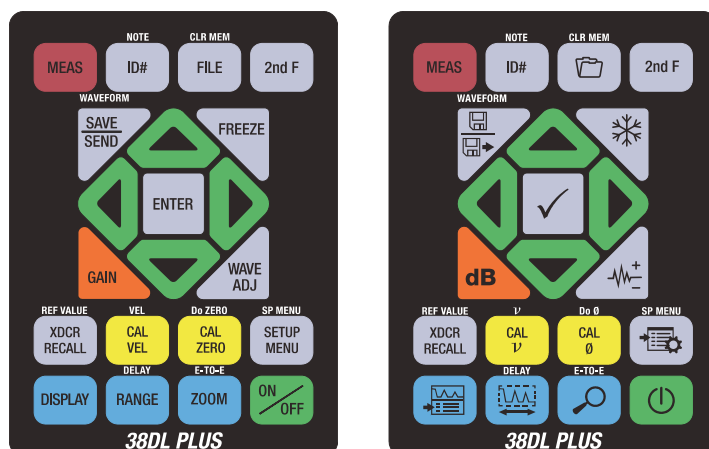 NOTE CLR MEM
MEAS ID# FILE 2nd F
WAVEFORM
SAVE
SEND
FREEZE
ENTER
GAIN
WAVE
ADJ
REF VALUE VEL Do ZERO SP MENU
XDCR
RECALL
CAL
VEL
CAL
ZERO
SETUP
MENU
DELAY E-TO-E
DISPLAY RANGE ZOOM ON/OFF
38DL PLUS
NOTE CLR MEM
MEAS ID# 2nd F
WAVEFORM
dB
+
−
REF VALUE ν Do Ø SP MENU
XDCR
RECALL
CAL
ν
CAL
Ø
DELAY E-TO-E
38DL PLUS